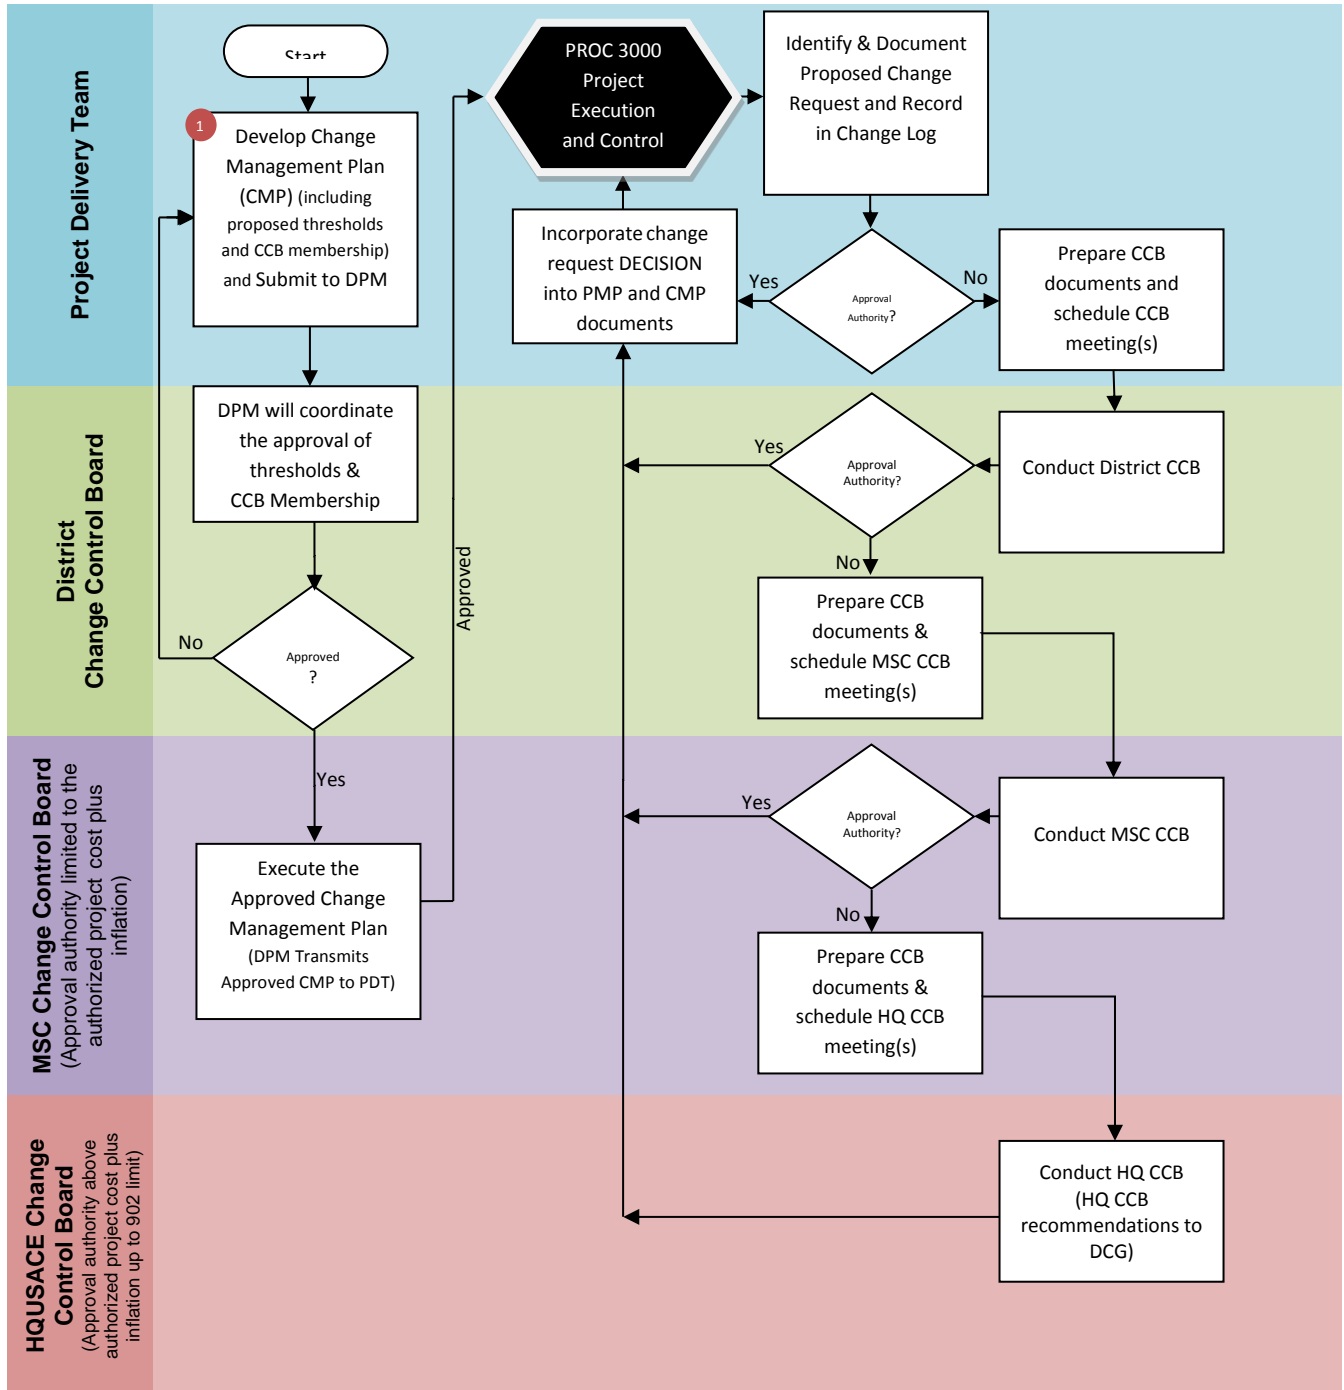 Project Delivery Team
Start
1
Develop Change
Management Plan
(CMP) (including
proposed thresholds
and CCB membership)
and Submit to DPM
PROC 3000
Project
Execution
and Control
Identify & Document
Proposed Change
Request and Record
in Change Log
Incorporate change
request DECISION
into PMP and CMP
documents
Yes
Approval
Authority?
No
Prepare CCB
documents and
schedule CCB
meeting(s)
District
Change Control Board
DPM will coordinate
the approval of
thresholds &
CCB Membership
No
Approved
?
Yes
Approved
Yes
Approval
Authority?
Conduct District CCB
No
Prepare CCB
documents &
schedule MSC CCB
meeting(s)
MSC Change Control Board
(Approval authority limited to the
authorized project cost plus
inflation)
Execute the
Approved Change
Management Plan
(DPM Transmits
Approved CMP to PDT)
Yes
Approval
Authority?
Conduct MSC CCB
No
Prepare CCB
documents &
schedule HQ CCB
meeting(s)
HQUSACE Change
Control Board
(Approval authority above
authorized project cost plus
inflation up to 902 limit)
Conduct HQ CCB
(HQ CCB
recommendations to
DCG)